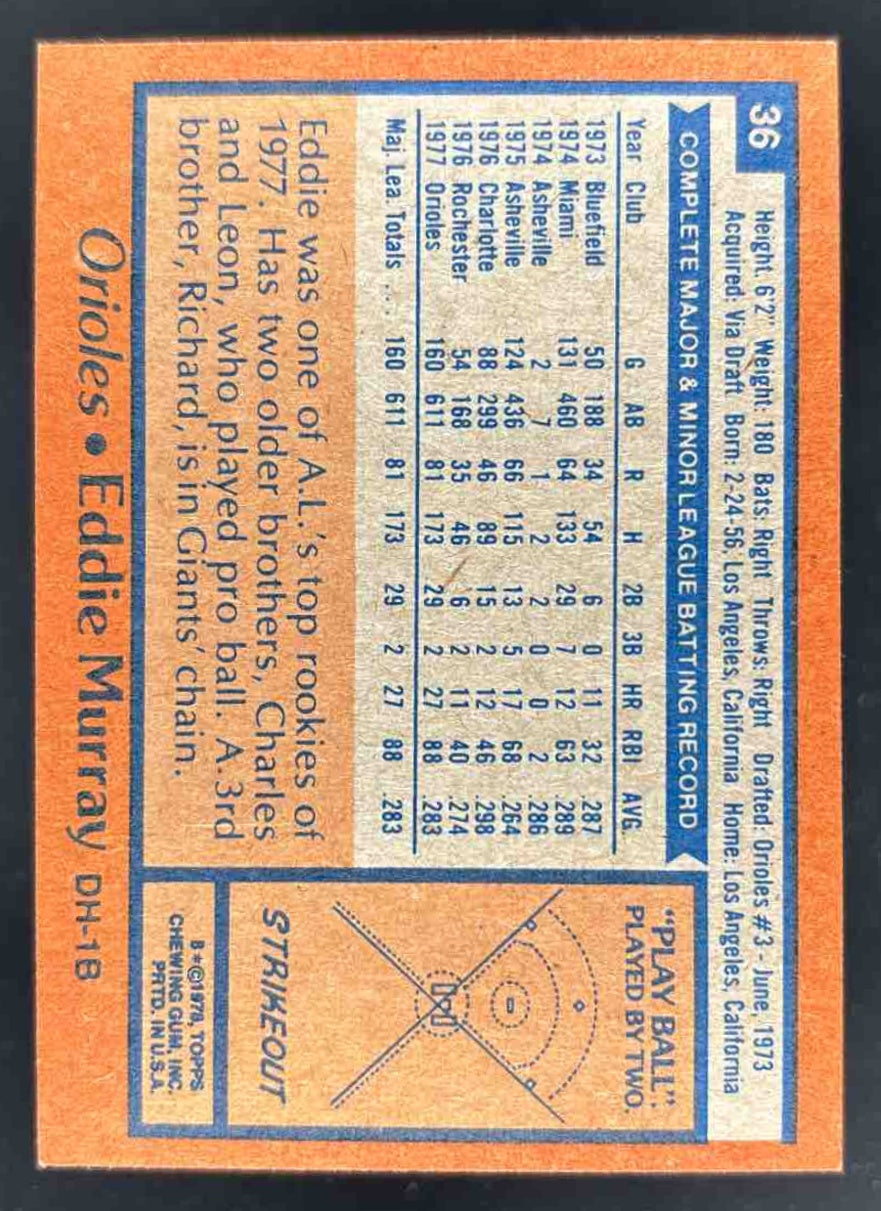 36
Height: 6'2" Weight: 180 Bats: Right Throws: Right Drafted: Orioles #3 - June, 1973
Acquired: Via Draft Born: 2-24-56, Los Angeles, California Home: Los Angeles, California
COMPLETE MAJOR & MINOR LEAGUE BATTING RECORD
Year Club G AB R H 2B 3B HR RBI AVG.
1973 Bluefield 50 188 34 54 6 0 11 32 .287
1974 Miami 131 460 64 133 29 7 12 63 .289
1974 Asheville 2 7 1 2 2 0 0 2 .286
1975 Asheville 124 436 66 115 13 5 17 68 .264
1976 Charlotte 88 299 46 89 15 2 12 46 .298
1976 Rochester 54 168 35 46 6 2 11 40 .274
1977 Orioles 160 611 81 173 29 2 27 88 .283
Maj. Lea. Totals ... 160 611 81 173 29 2 27 88 .283
Eddie was one of A.L.'s top rookies of
1977. Has two older brothers, Charles
and Leon, who played pro ball. A 3rd
brother, Richard, is in Giants' chain.
"PLAY BALL".
PLAYED BY TWO.
STRIKEOUT
B*©1978, TOPPS
CHEWING GUM, INC.
PRTD. IN U.S.A.
Orioles • Eddie Murray DH-1B